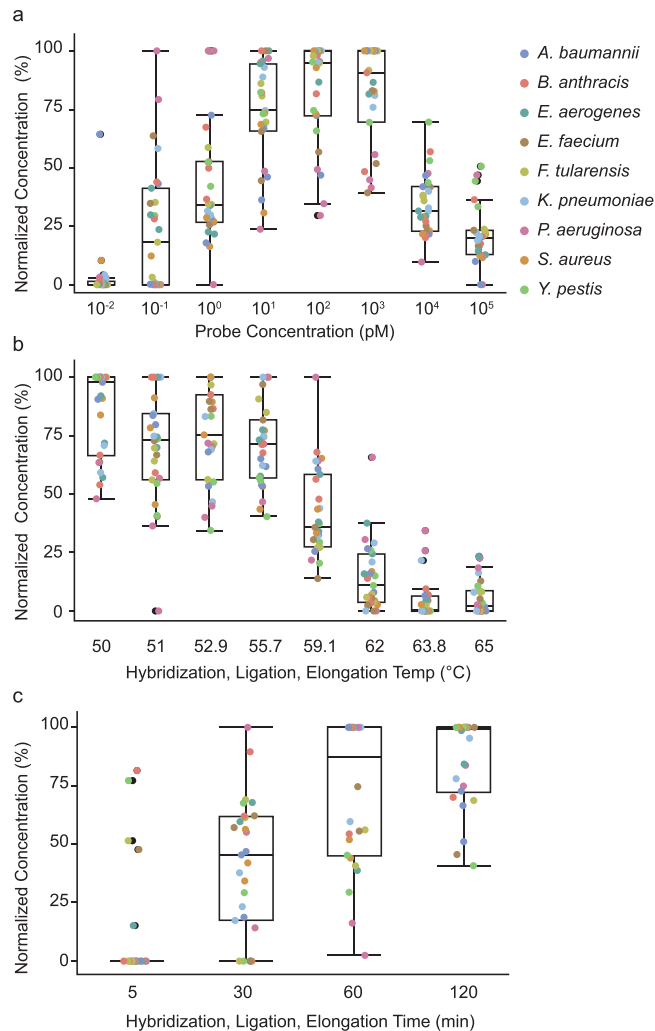 a
Normalized Concentration (%)
100
75
50
25
0
10⁻² 10⁻¹ 10⁰ 10¹ 10² 10³ 10⁴ 10⁵
Probe Concentration (pM)
A. baumannii
B. anthracis
E. aerogenes
E. faecium
F. tularensis
K. pneumoniae
P. aeruginosa
S. aureus
Y. pestis
b
Normalized Concentration (%)
100
75
50
25
0
50 51 52.9 55.7 59.1 62 63.8 65
Hybridization, Ligation, Elongation Temp (°C)
c
Normalized Concentration (%)
100
75
50
25
0
5 30 60 120
Hybridization, Ligation, Elongation Time (min)